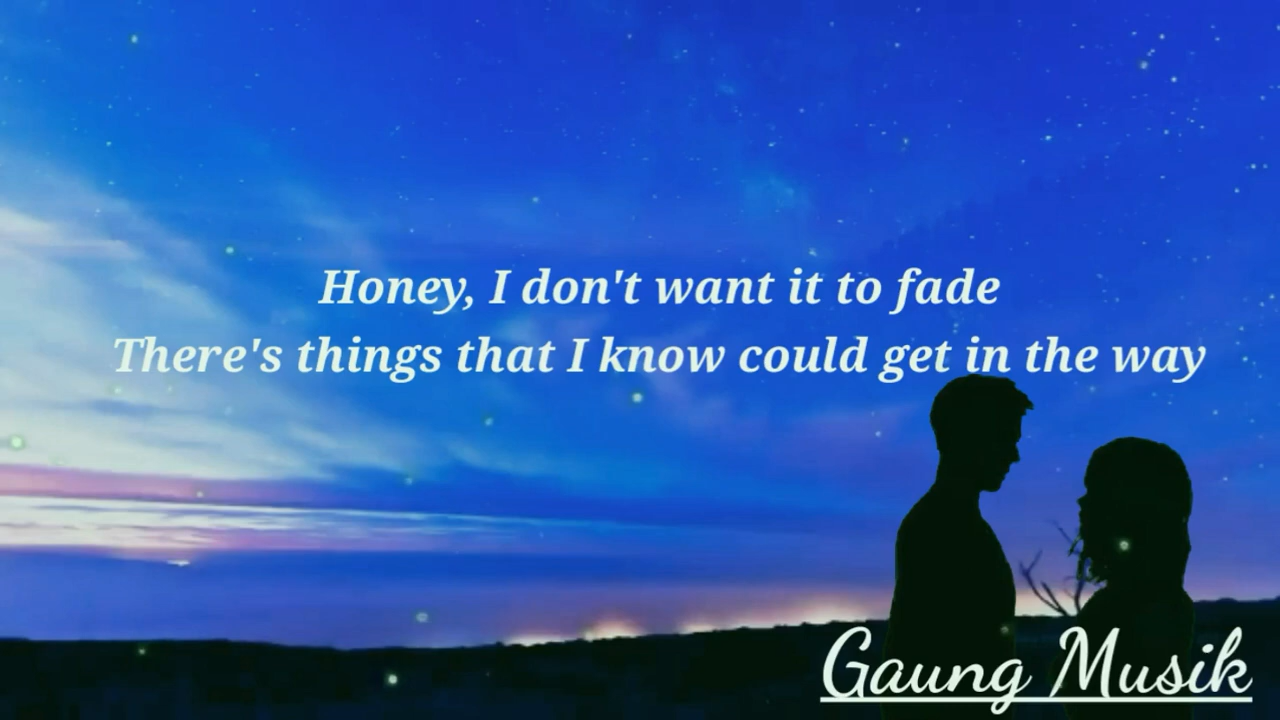 Honey, I don't want it to fade
There's things that I know could get in the way
Gaung Musik